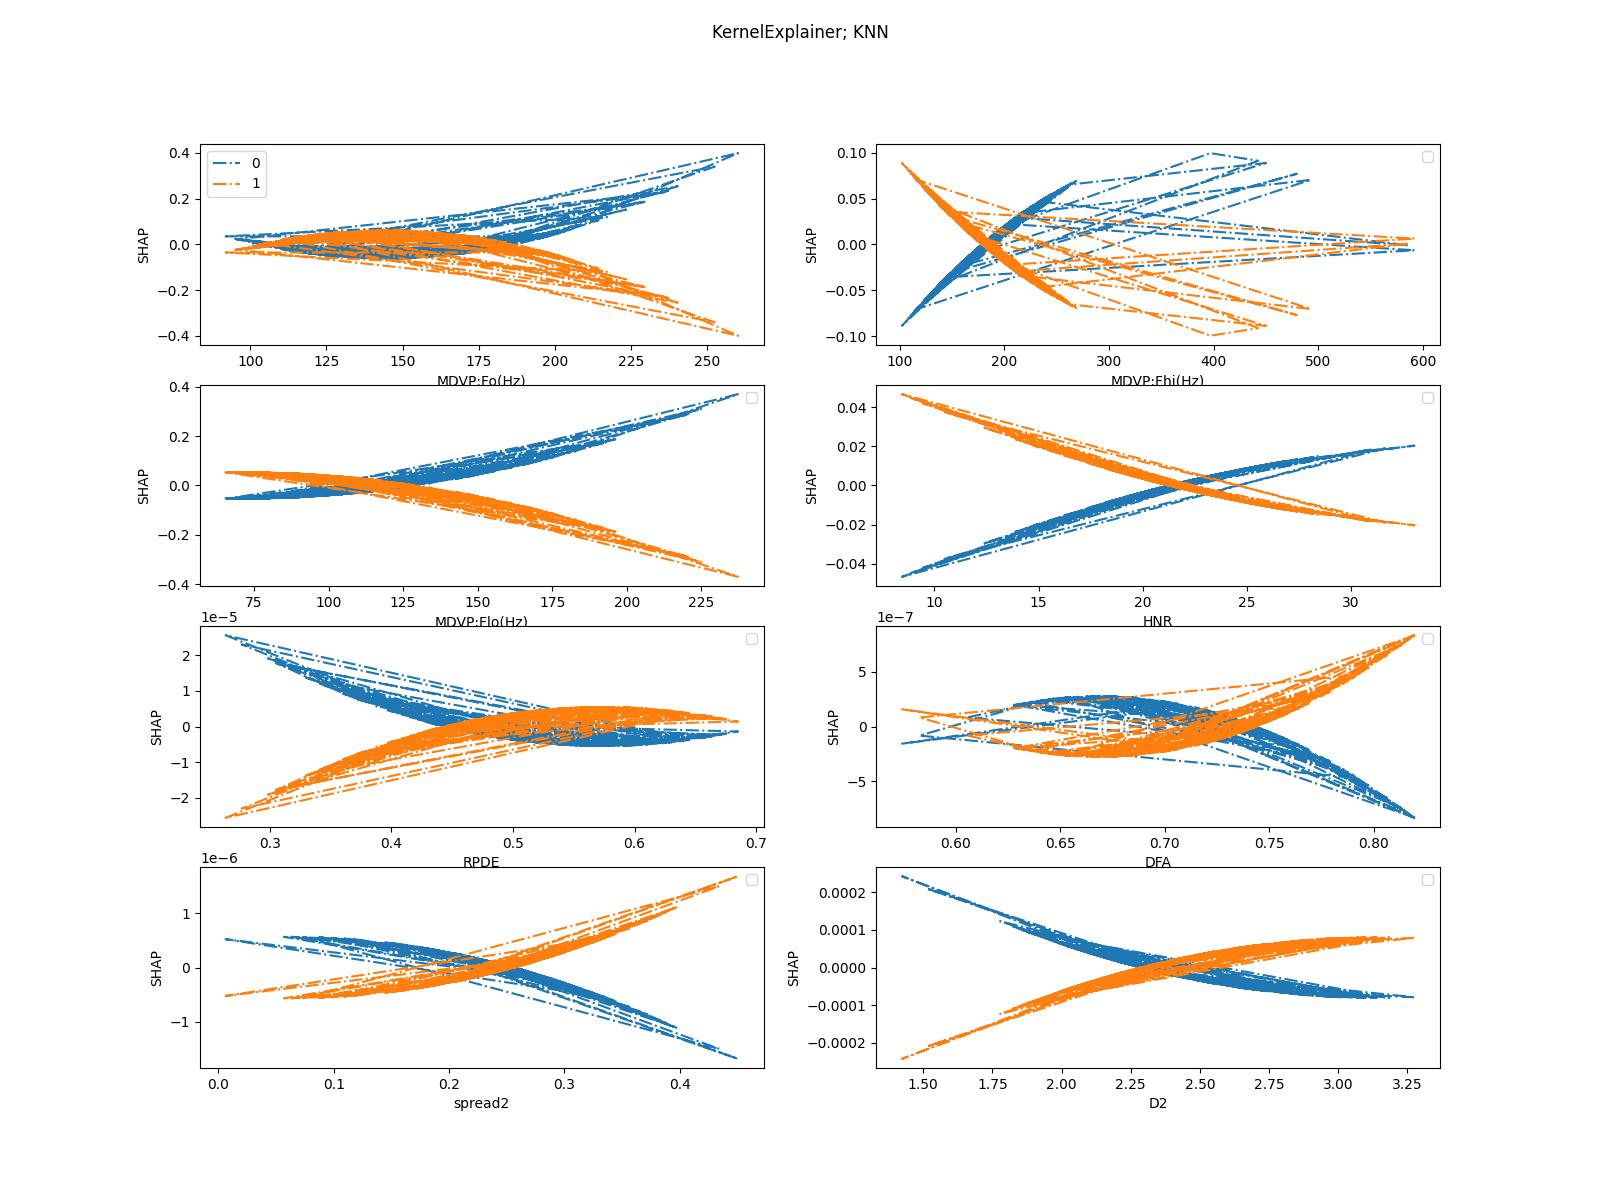 KernelExplainer; KNN
0.4
0.2
0.0
−0.2
−0.4
SHAP
0
1
100 125 150 175 200 225 250
MDVP:Fo(Hz)
0.10
0.05
0.00
−0.05
−0.10
SHAP
100 200 300 400 500 600
MDVP:Fhi(Hz)
0.4
0.2
0.0
−0.2
−0.4
SHAP
75 100 125 150 175 200 225
MDVP:Flo(Hz)
0.04
0.02
0.00
−0.02
−0.04
SHAP
10 15 20 25 30
HNR
1e−5
2
1
0
−1
−2
SHAP
0.3 0.4 0.5 0.6 0.7
RPDE
1e−7
5
0
−5
SHAP
0.60 0.65 0.70 0.75 0.80
DFA
1e−6
1
0
−1
SHAP
0.0 0.1 0.2 0.3 0.4
spread2
0.0002
0.0001
0.0000
−0.0001
−0.0002
SHAP
1.50 1.75 2.00 2.25 2.50 2.75 3.00 3.25
D2